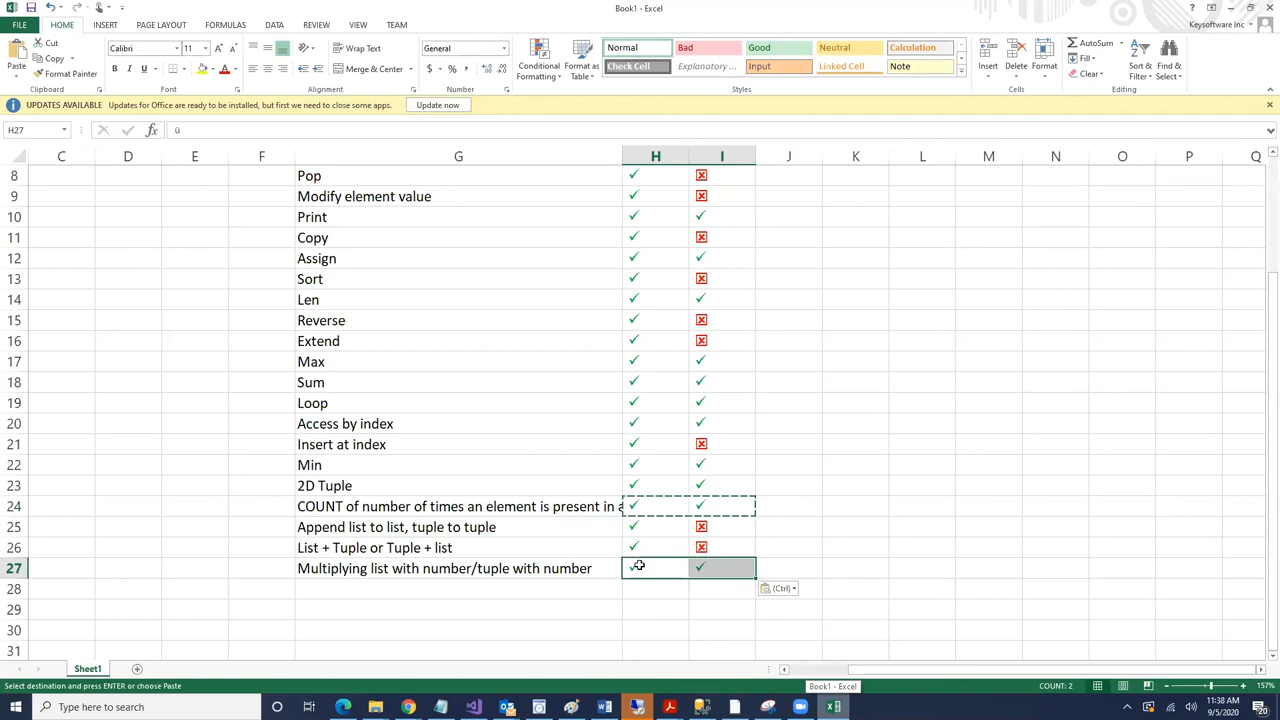 Book1 - Excel
FILE HOME INSERT PAGE LAYOUT FORMULAS DATA REVIEW VIEW TEAM Keysoftware Inc
Cut
Copy
Format Painter
Paste
Clipboard
Calibri 11
B I U
Font
Wrap Text
Merge & Center
Alignment
General
$ % ,
Number
Conditional Formatting
Format as Table
Normal Bad Good Neutral Calculation
Check Cell Explanatory ... Input Linked Cell Note
Styles
Insert Delete Format
Cells
AutoSum
Fill
Clear
Sort & Filter
Find & Select
Editing
UPDATES AVAILABLE Updates for Office are ready to be installed, but first we need to close some apps. Update now
H27 fx ü
C D E F G H I J K L M N O P Q
8 Pop ✓ ☒
9 Modify element value ✓ ☒
10 Print ✓ ✓
11 Copy ✓ ☒
12 Assign ✓ ✓
13 Sort ✓ ☒
14 Len ✓ ✓
15 Reverse ✓ ☒
16 Extend ✓ ☒
17 Max ✓ ✓
18 Sum ✓ ✓
19 Loop ✓ ✓
20 Access by index ✓ ✓
21 Insert at index ✓ ☒
22 Min ✓ ✓
23 2D Tuple ✓ ✓
24 COUNT of number of times an element is present in a ✓ ✓
25 Append list to list, tuple to tuple ✓ ☒
26 List + Tuple or Tuple + list ✓ ☒
27 Multiplying list with number/tuple with number ✓ ✓
28 (Ctrl)
29
30
31
Sheet1
Select destination and press ENTER or choose Paste Book1 - Excel COUNT: 2 157%
Type here to search
11:38 AM
9/5/2020
20